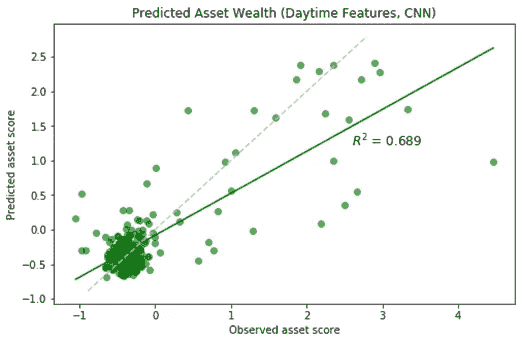 Predicted Asset Wealth (Daytime Features, CNN)
2.5
2.0
1.5
R² = 0.689
1.0
0.5
0.0
−0.5
−1.0
Predicted asset score
−1 0 1 2 3 4
Observed asset score